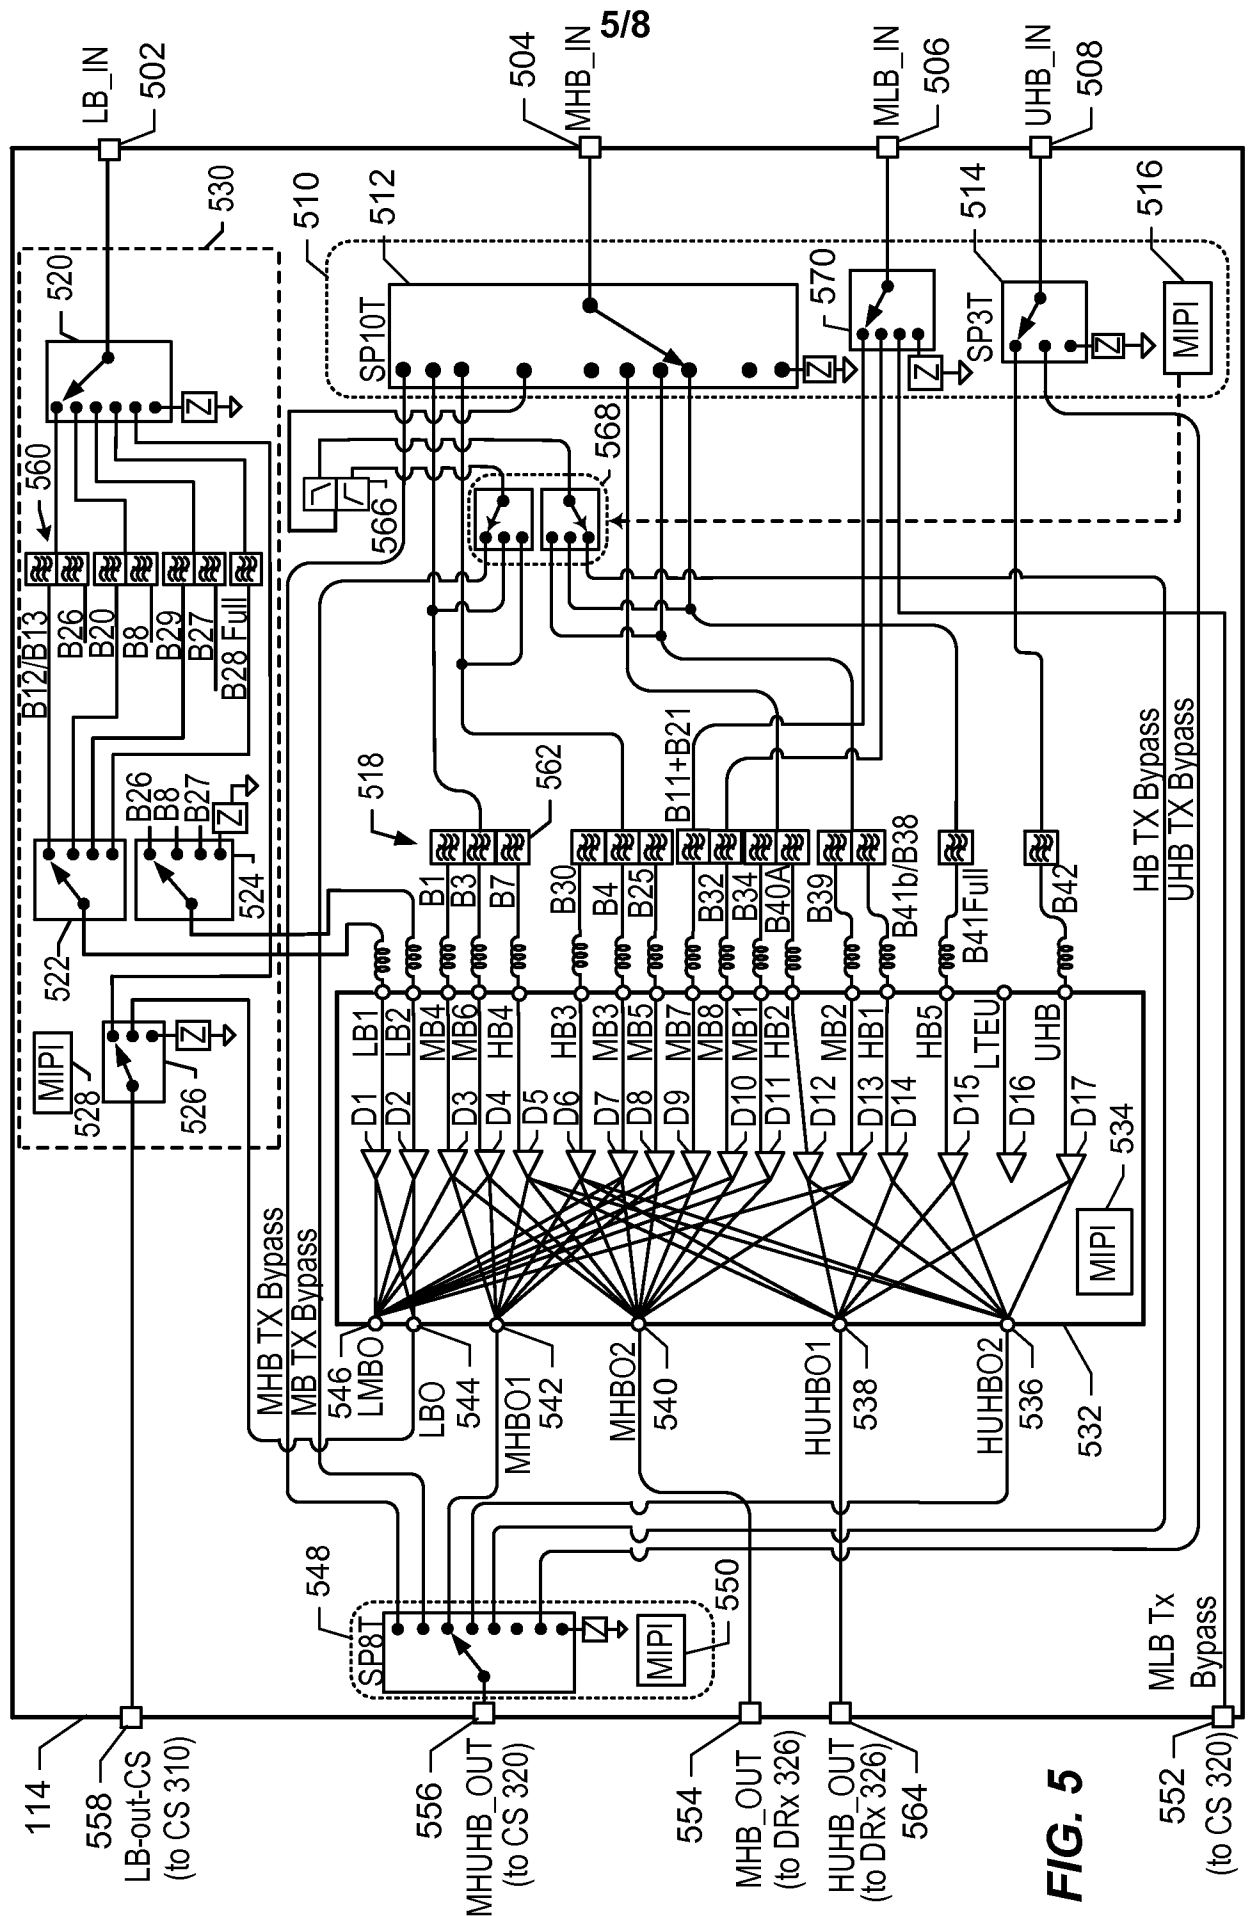 5/8
LB_IN
502
504
MHB_IN
MLB_IN
506
UHB_IN
508
530
510
512
514
516
520
SP10T
570
SP3T
MIPI
Z
Z
Z
Z
560
566
568
B12/B13
B26
B20
B8
B29
B27
B28 Full
B26
B8
B27
Z
524
522
518
562
B11+B21
HB TX Bypass
UHB TX Bypass
B1
B3
B7
B30
B4
B25
B32
B34
B40A
B39
B41b/B38
B41Full
B42
MIPI
528
Z
526
LB1
LB2
MB4
MB6
HB4
HB3
MB3
MB5
MB7
MB8
MB1
HB2
MB2
HB1
HB5
LTEU
UHB
D1
D2
D3
D4
D5
D6
D7
D8
D9
D10
D11
D12
D13
D14
D15
D16
D17
534
MIPI
MHB TX Bypass
MB TX Bypass
546
LMBO
LBO
544
MHBO1
542
MHBO2
540
HUHBO1
538
HUHBO2
536
532
548
SP8T
Z
MIPI
550
MLB Tx
Bypass
114
558
LB-out-CS
(to CS 310)
556
MHUHB_OUT
(to CS 320)
554
MHB_OUT
(to DRx 326)
HUHB_OUT
(to DRx 326)
564
552
(to CS 320)
FIG. 5